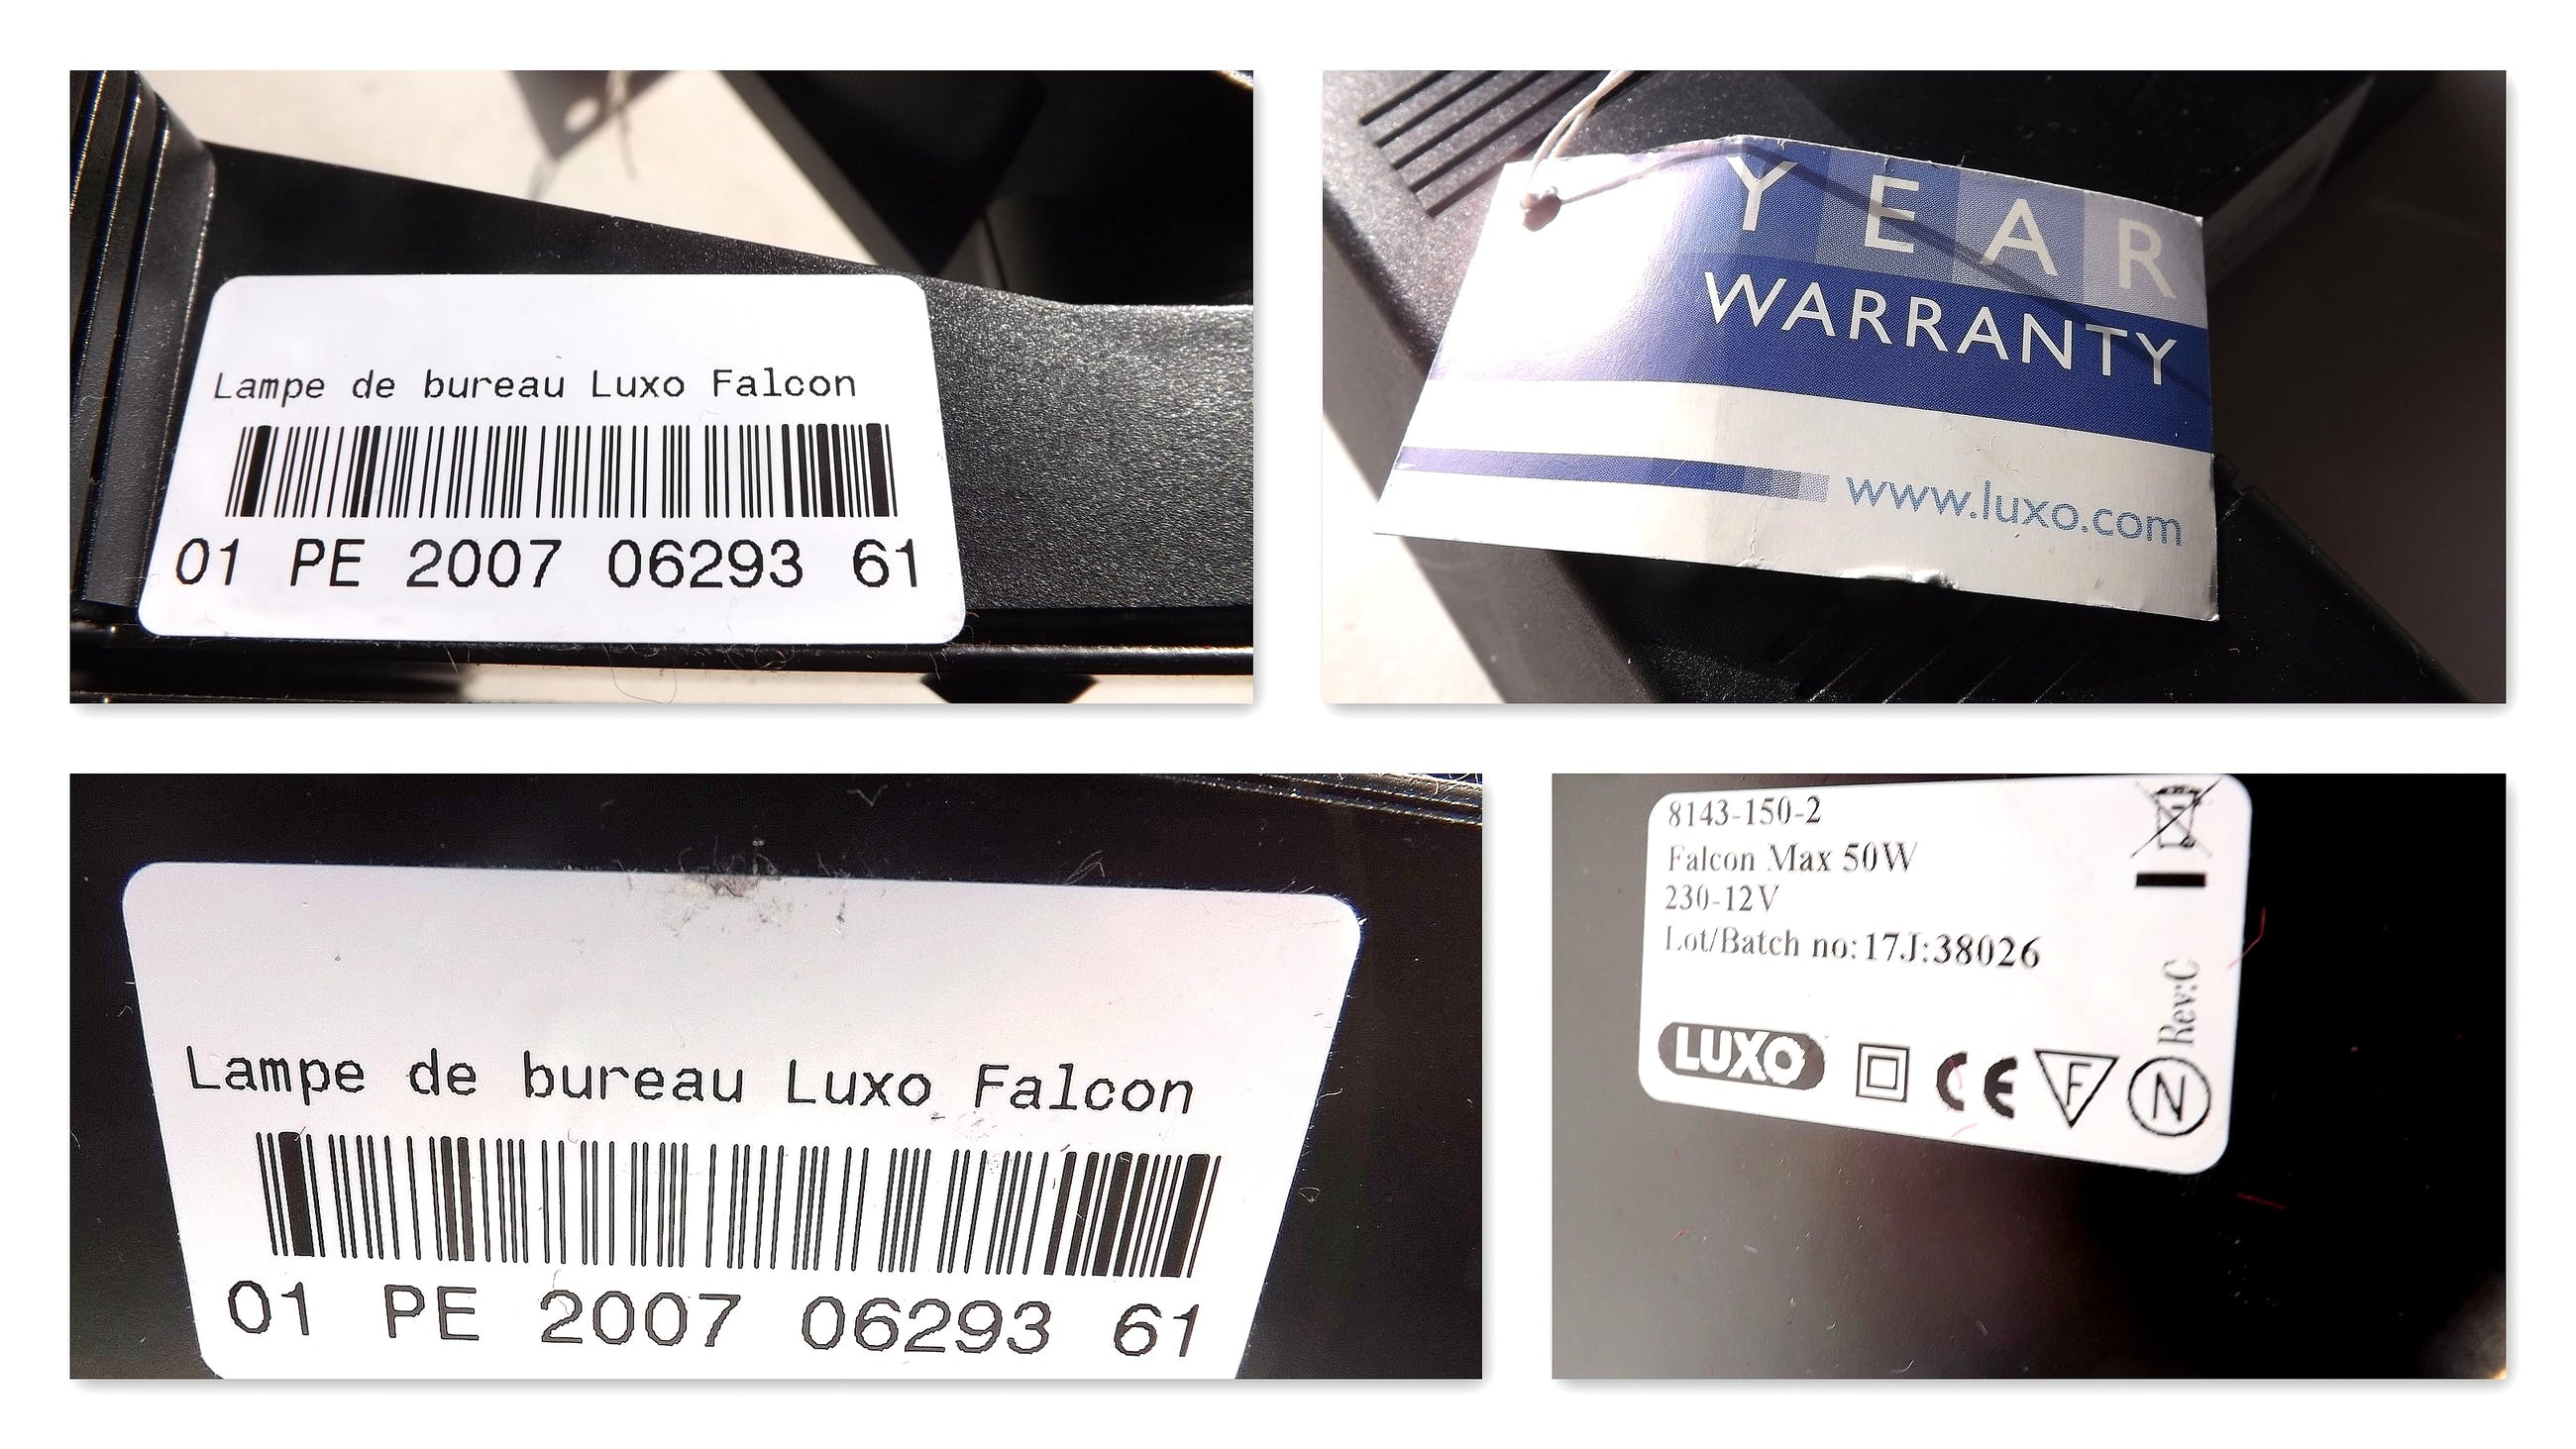 Lampe de bureau Luxo Falcon
01 PE 2007 06293 61
YEAR
WARRANTY
www.luxo.com
Lampe de bureau Luxo Falcon
01 PE 2007 06293 61
8143-150-2
Falcon Max 50W
230-12V
Lot/Batch no:17J:38026
Rev:C
LUXO CE F N